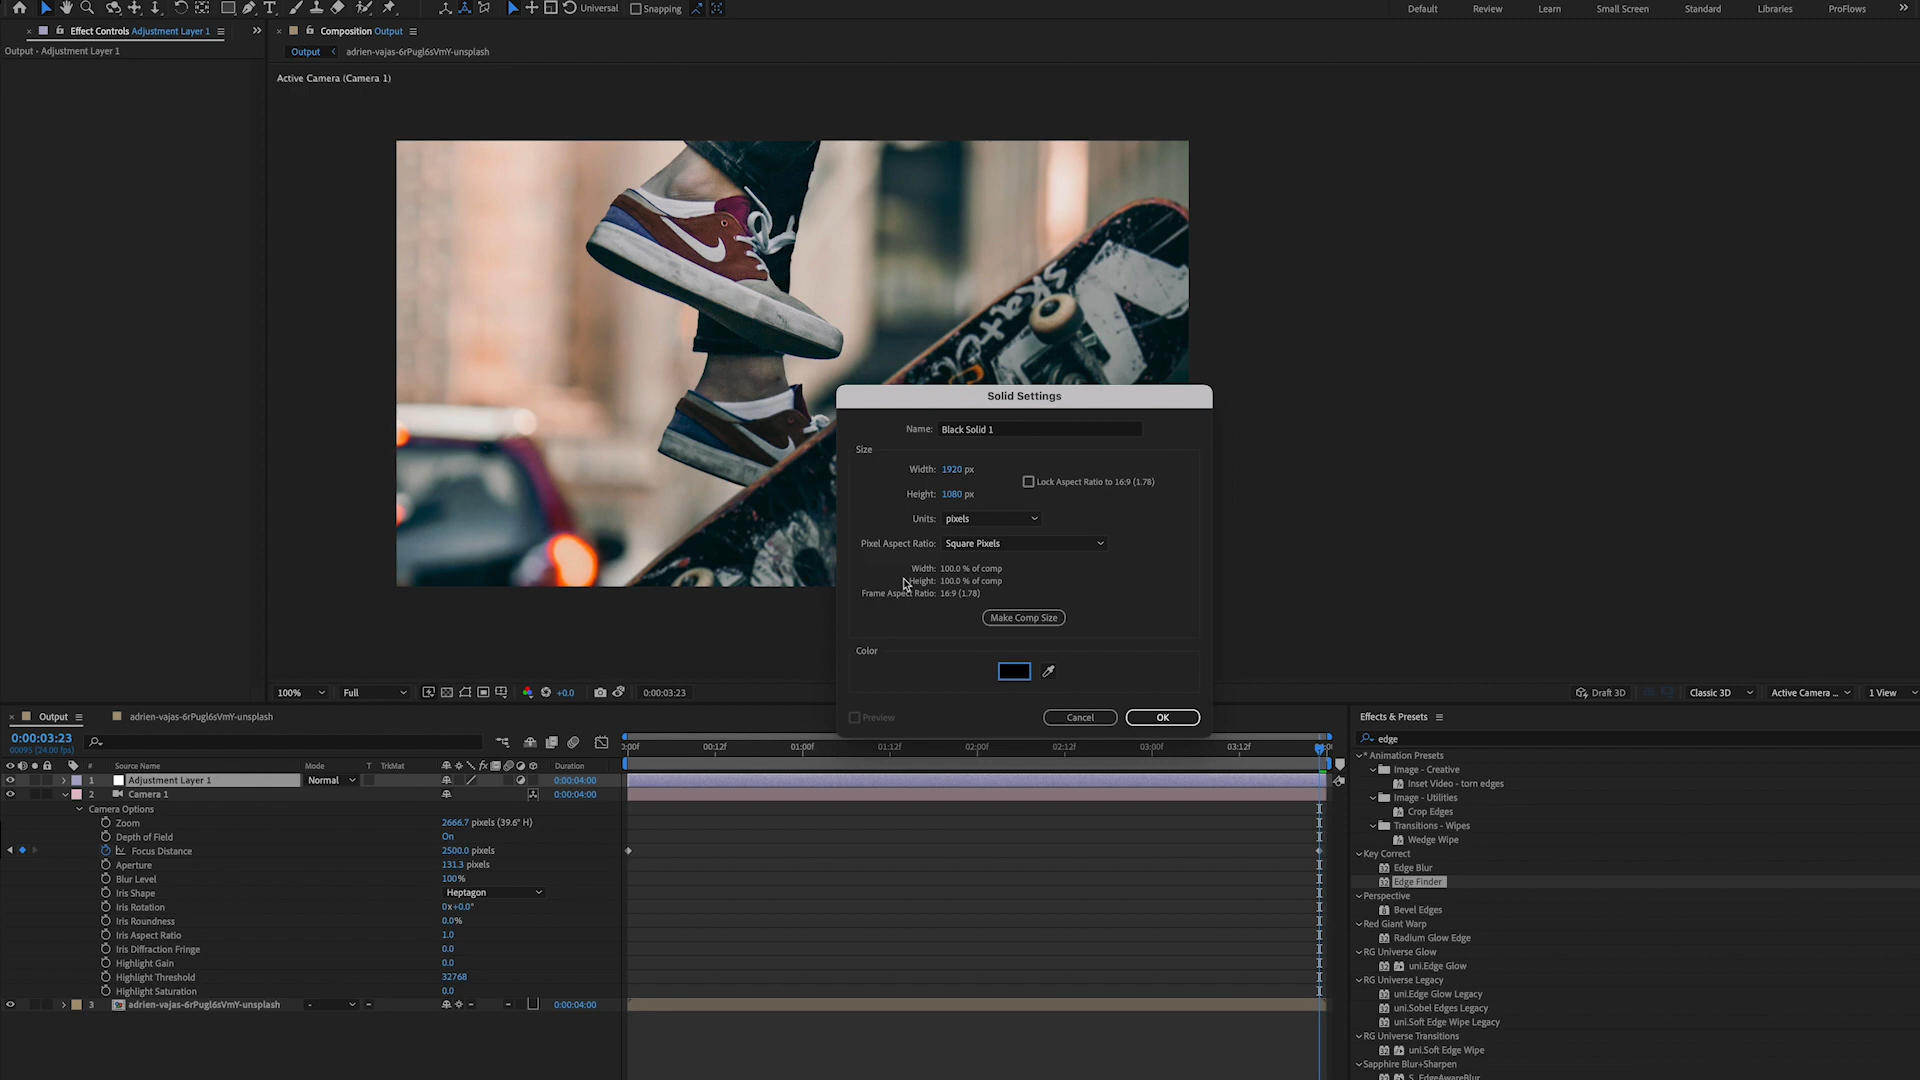 Universal
Snapping
Default
Review
Learn
Small Screen
Standard
Libraries
ProFlows
»
× Effect Controls Adjustment Layer 1
»
× Composition Output
Output • Adjustment Layer 1
Output < adrien-vajas-6rPugl6sVmY-unsplash
Active Camera (Camera 1)
SKATE
Solid Settings
Name: Black Solid 1
Size
Width: 1920 px
Lock Aspect Ratio to 16:9 (1.78)
Height: 1080 px
Units: pixels
Pixel Aspect Ratio: Square Pixels
Width: 100.0 % of comp
Height: 100.0 % of comp
Frame Aspect Ratio: 16:9 (1.78)
Make Comp Size
Color
Preview
Cancel
OK
100%
Full
+0.0
0:00:03:23
Draft 3D
Classic 3D
Active Camera ...
1 View
× Output
adrien-vajas-6rPugl6sVmY-unsplash
0:00:03:23
00095 (24.00 fps)
:00f 00:12f 01:00f 01:12f 02:00f 02:12f 03:00f 03:12f
# Source Name Mode T TrkMat Duration
1 Adjustment Layer 1 Normal 0:00:04:00
2 Camera 1 0:00:04:00
Camera Options
Zoom 2666.7 pixels (39.6° H)
Depth of Field On
Focus Distance 2500.0 pixels
Aperture 131.3 pixels
Blur Level 100%
Iris Shape Heptagon
Iris Rotation 0x+0.0°
Iris Roundness 0.0%
Iris Aspect Ratio 1.0
Iris Diffraction Fringe 0.0
Highlight Gain 0.0
Highlight Threshold 32768
Highlight Saturation 0.0
3 adrien-vajas-6rPugl6sVmY-unsplash - 0:00:04:00
Effects & Presets
edge
* Animation Presets
Image - Creative
Inset Video - torn edges
Image - Utilities
Crop Edges
Transitions - Wipes
Wedge Wipe
Key Correct
Edge Blur
Edge Finder
Perspective
Bevel Edges
Red Giant Warp
Radium Glow Edge
RG Universe Glow
uni.Edge Glow
RG Universe Legacy
uni.Edge Glow Legacy
uni.Sobel Edges Legacy
uni.Soft Edge Wipe Legacy
RG Universe Transitions
uni.Soft Edge Wipe
Sapphire Blur+Sharpen
S_EdgeAwareBlur